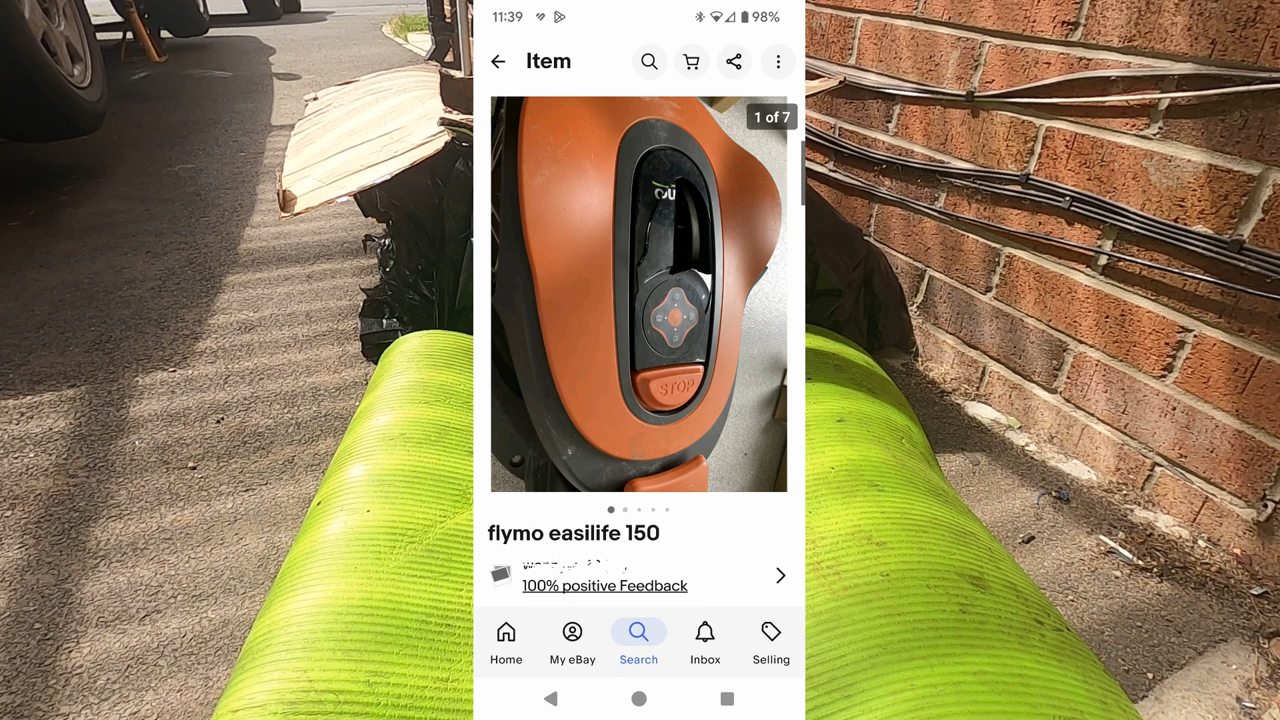 11:39
98%
Item
1 of 7
STOP
flymo easilife 150
100% positive Feedback
Home
My eBay
Search
Inbox
Selling